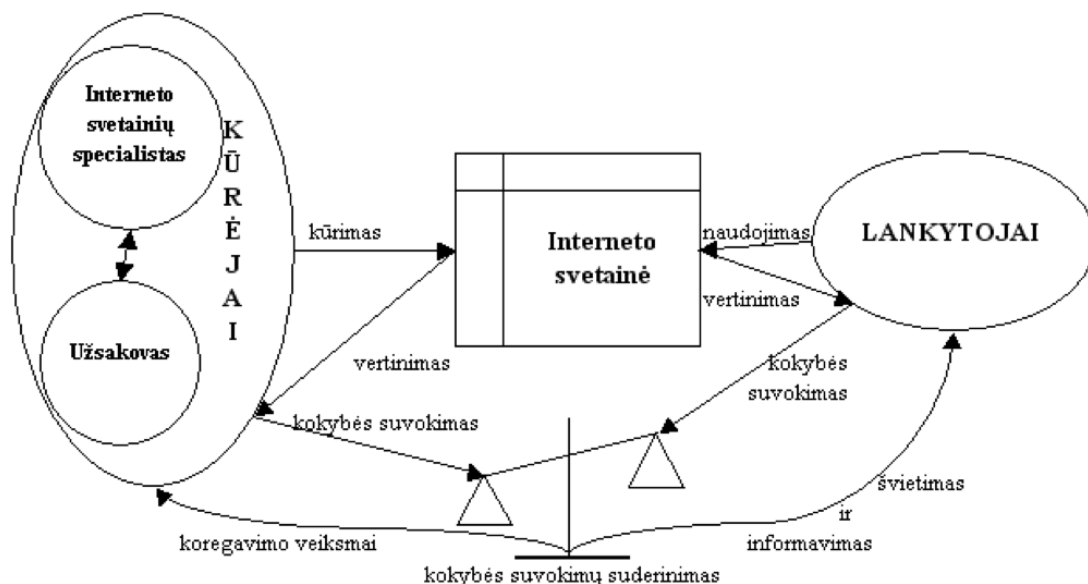 Interneto
svetainių
specialistas
KŪRĖJAI
Užsakovas
kūrimas
vertinimas
kokybės suvokimas
Interneto
svetainė
naudojimas
vertinimas
LANKYTOJAI
kokybės
suvokimas
švietimas
ir
informavimas
koregavimo veiksmai
kokybės suvokimų suderinimas